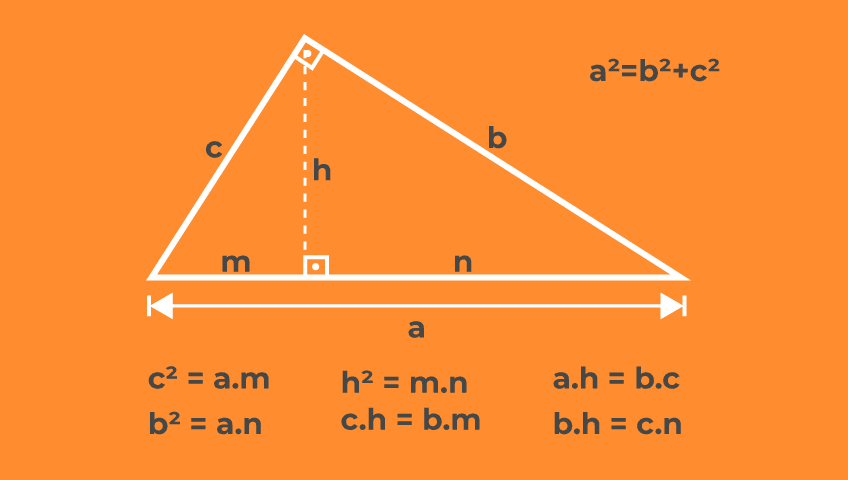 a²=b²+c²
c
b
h
m
n
a
c² = a.m
h² = m.n
a.h = b.c
b² = a.n
c.h = b.m
b.h = c.n